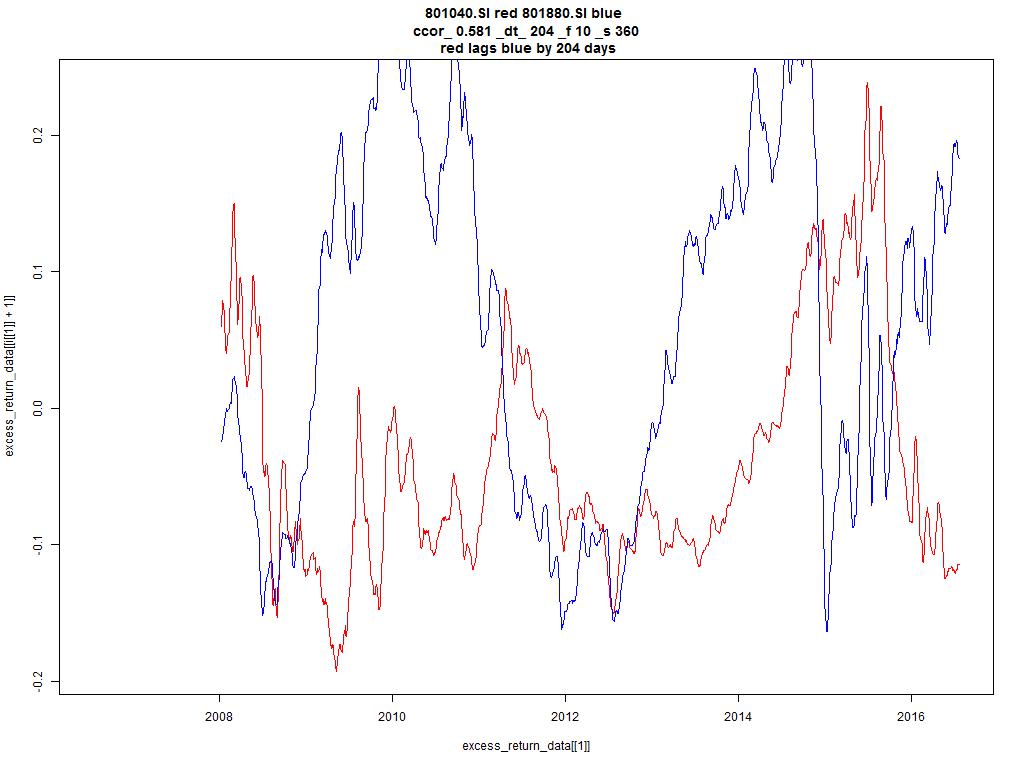 801040.SI red 801880.SI blue
ccor_ 0.581 _dt_ 204 _f 10 _s 360
red lags blue by 204 days
excess_return_data[[i[[1]] + 1]]
0.2
0.1
0.0
-0.1
-0.2
2008 2010 2012 2014 2016
excess_return_data[[1]]